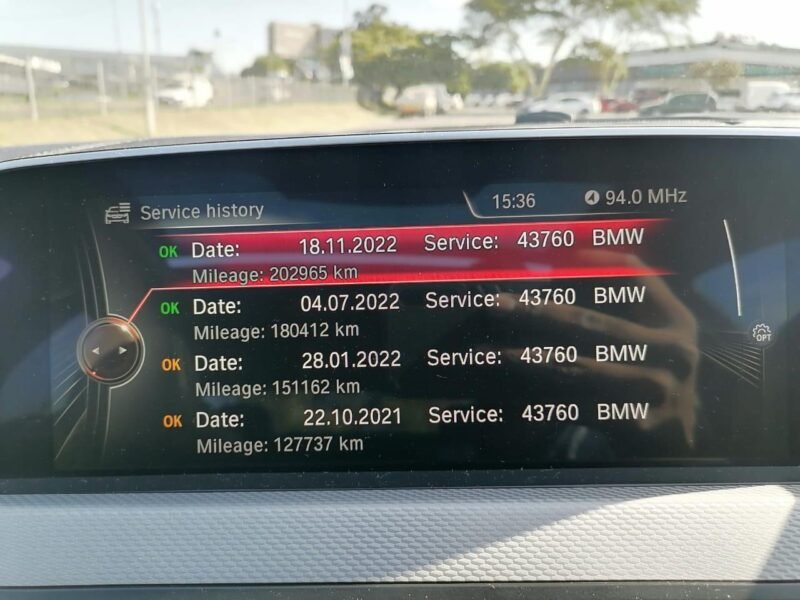 Service history 15:36 94.0 MHz
OK Date: 18.11.2022 Service: 43760 BMW
Mileage: 202965 km
OK Date: 04.07.2022 Service: 43760 BMW
Mileage: 180412 km
OK Date: 28.01.2022 Service: 43760 BMW
Mileage: 151162 km
OPT
OK Date: 22.10.2021 Service: 43760 BMW
Mileage: 127737 km